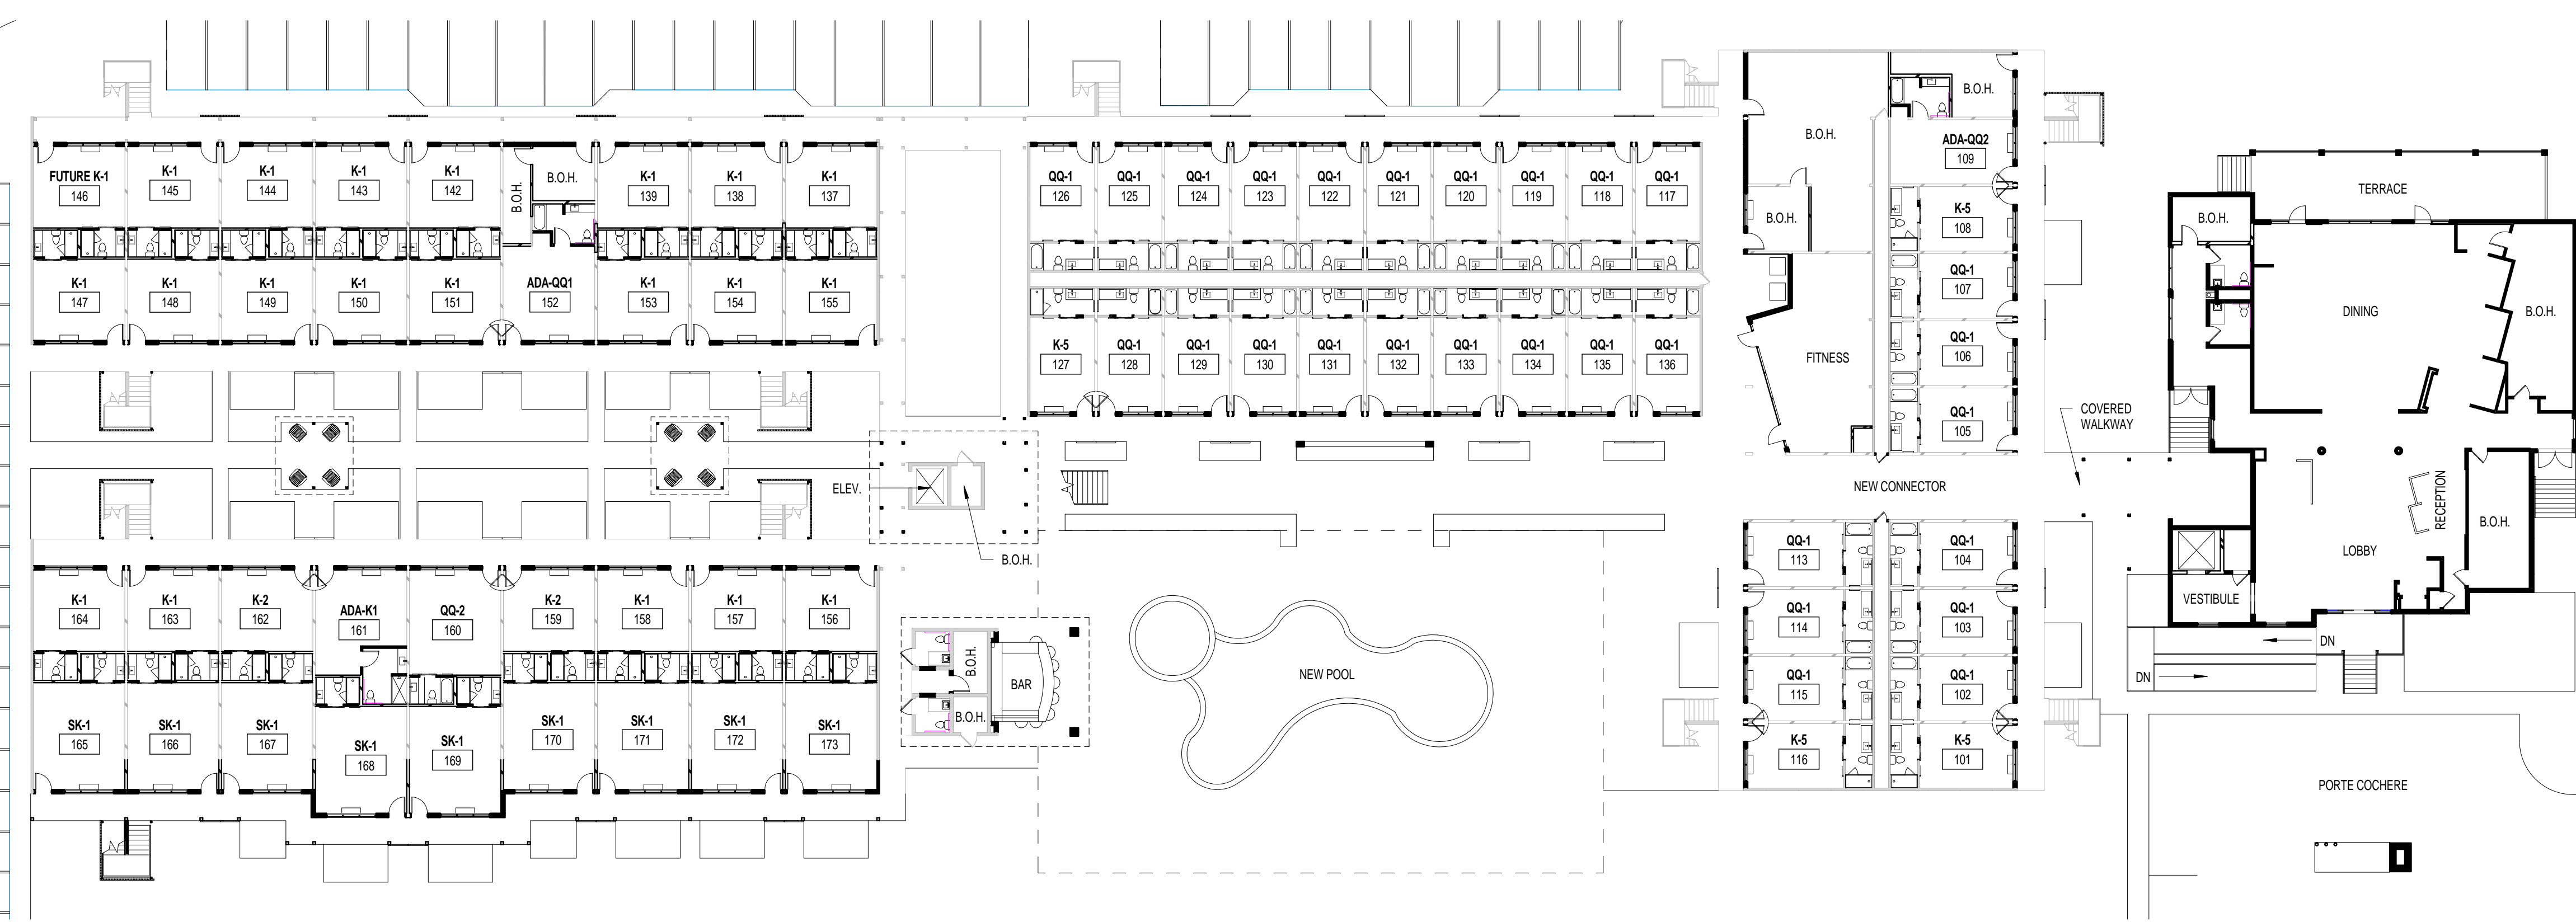 FUTURE K-1
146
K-1
145
K-1
144
K-1
143
K-1
142
B.O.H.
B.O.H.
K-1
139
K-1
138
K-1
137
K-1
147
K-1
148
K-1
149
K-1
150
K-1
151
ADA-QQ1
152
K-1
153
K-1
154
K-1
155
QQ-1
126
QQ-1
125
QQ-1
124
QQ-1
123
QQ-1
122
QQ-1
121
QQ-1
120
QQ-1
119
QQ-1
118
QQ-1
117
K-5
127
QQ-1
128
QQ-1
129
QQ-1
130
QQ-1
131
QQ-1
132
QQ-1
133
QQ-1
134
QQ-1
135
QQ-1
136
B.O.H.
B.O.H.
B.O.H.
FITNESS
ADA-QQ2
109
K-5
108
QQ-1
107
QQ-1
106
QQ-1
105
COVERED
WALKWAY
NEW CONNECTOR
TERRACE
B.O.H.
DINING
B.O.H.
RECEPTION
B.O.H.
LOBBY
VESTIBULE
DN
DN
PORTE COCHERE
ELEV.
B.O.H.
K-1
164
K-1
163
K-2
162
ADA-K1
161
QQ-2
160
K-2
159
K-1
158
K-1
157
K-1
156
SK-1
165
SK-1
166
SK-1
167
SK-1
168
SK-1
169
SK-1
170
SK-1
171
SK-1
172
SK-1
173
B.O.H.
B.O.H.
BAR
NEW POOL
QQ-1
113
QQ-1
104
QQ-1
114
QQ-1
103
QQ-1
115
QQ-1
102
K-5
116
K-5
101